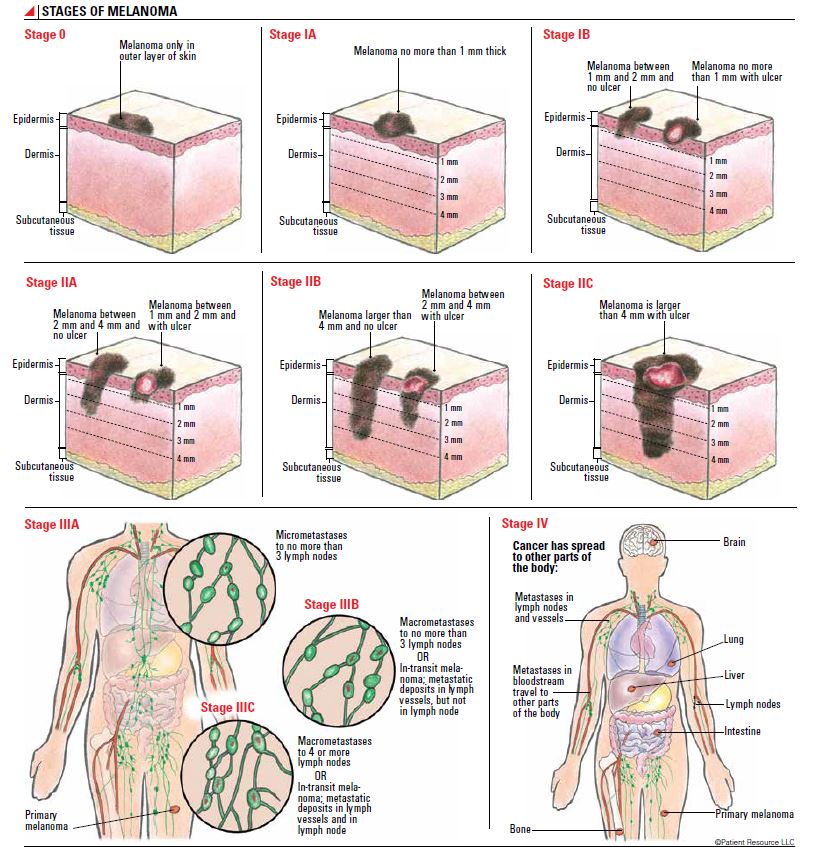 STAGES OF MELANOMA
Stage 0
Melanoma only in
outer layer of skin
Epidermis
Dermis
Subcutaneous
tissue
Stage IA
Melanoma no more than 1 mm thick
Epidermis
Dermis
1 mm
2 mm
3 mm
4 mm
Subcutaneous
tissue
Stage IB
Melanoma between
1 mm and 2 mm and
no ulcer
Melanoma no more
than 1 mm with ulcer
Epidermis
Dermis
1 mm
2 mm
3 mm
4 mm
Subcutaneous
tissue
Stage IIA
Melanoma between
2 mm and 4 mm and
no ulcer
Melanoma between
1 mm and 2 mm and
with ulcer
Epidermis
Dermis
1 mm
2 mm
3 mm
4 mm
Subcutaneous
tissue
Stage IIB
Melanoma larger than
4 mm and no ulcer
Melanoma between
2 mm and 4 mm
with ulcer
Epidermis
Dermis
1 mm
2 mm
3 mm
4 mm
Subcutaneous
tissue
Stage IIC
Melanoma is larger
than 4 mm with ulcer
Epidermis
Dermis
1 mm
2 mm
3 mm
4 mm
Subcutaneous
tissue
Stage IIIA
Micrometastases
to no more than
3 lymph nodes
Stage IIIB
Macrometastases
to no more than
3 lymph nodes
OR
In-transit mela-
noma; metastatic
deposits in lymph
vessels, but not
in lymph node
Stage IIIC
Macrometastases
to 4 or more
lymph nodes
OR
In-transit mela-
noma; metastatic
deposits in lymph
vessels and in
lymph node
Primary
melanoma
Stage IV
Cancer has spread
to other parts of
the body:
Metastases in
lymph nodes
and vessels
Metastases in
bloodstream
travel to
other parts
of the body
Brain
Lung
Liver
Lymph nodes
Intestine
Primary melanoma
Bone
©Patient Resource LLC